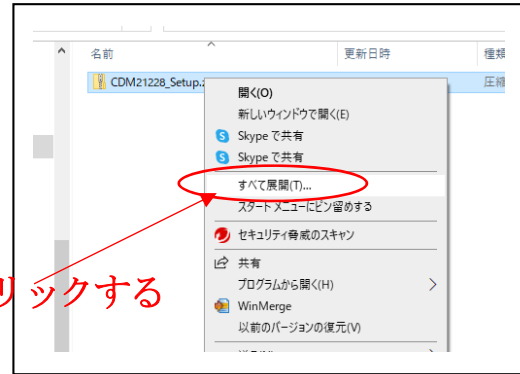 名前 更新日時 種類
CDM21228_Setup.z 圧縮
開く(O)
新しいウィンドウで開く(E)
Skype で共有
Skype で共有
すべて展開(T)...
スタート メニューにピン留めする
セキュリティ脅威のスキャン
共有
プログラムから開く(H)
WinMerge
以前のバージョンの復元(V)
リックする